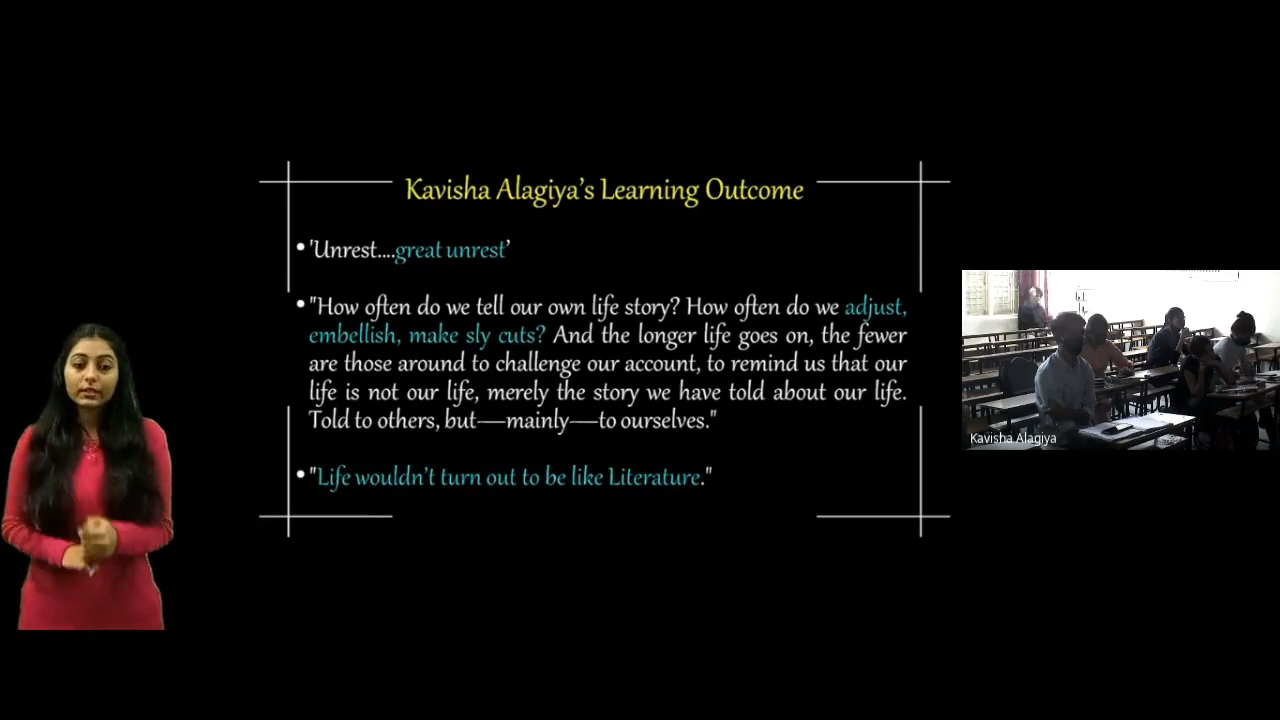 Kavisha Alagiya’s Learning Outcome
• 'Unrest....great unrest’
• "How often do we tell our own life story? How often do we adjust,
embellish, make sly cuts? And the longer life goes on, the fewer
are those around to challenge our account, to remind us that our
life is not our life, merely the story we have told about our life.
Told to others, but——mainly——to ourselves."
• "Life wouldn’t turn out to be like Literature."
Kavisha Alagiya